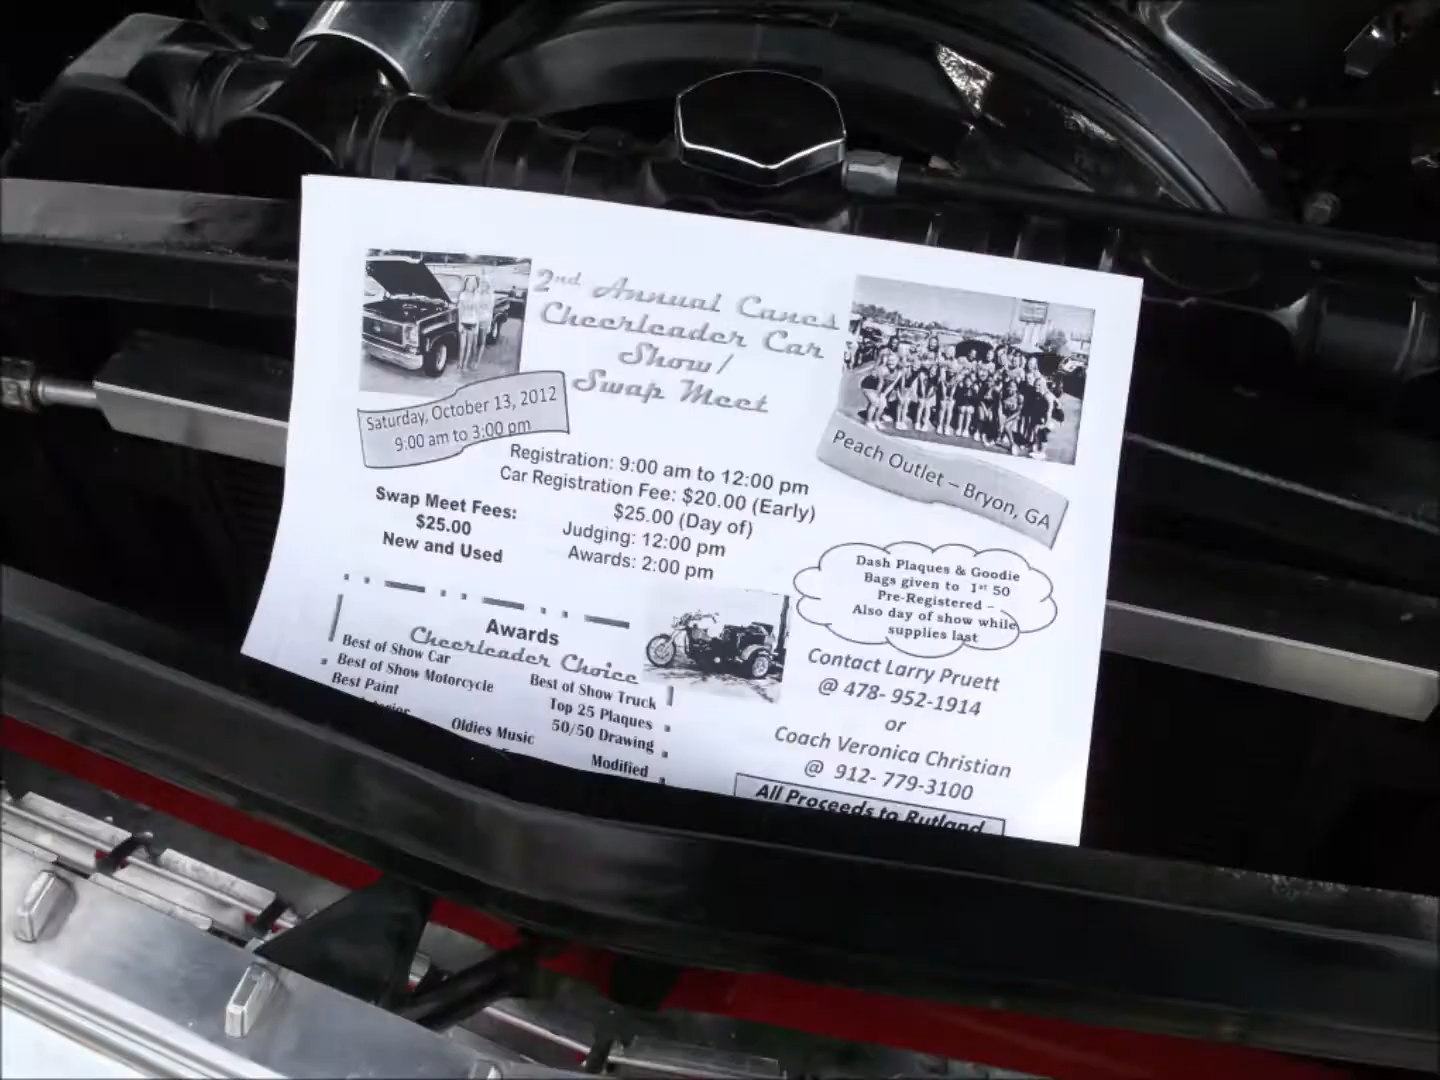 2nd Annual Canes
Cheerleader Car
Show/
Swap Meet
Saturday, October 13, 2012
9:00 am to 3:00 pm
Peach Outlet – Bryon, GA
Registration: 9:00 am to 12:00 pm
Car Registration Fee: $20.00 (Early)
$25.00 (Day of)
Judging: 12:00 pm
Awards: 2:00 pm
Swap Meet Fees:
$25.00
New and Used
Dash Plaques & Goodie
Bags given to 1st 50
Pre-Registered –
Also day of show while
supplies last
Awards
Cheerleader Choice
Best of Show Car
Best of Show Motorcycle
Best Paint
Best of Show Truck
Top 25 Plaques
50/50 Drawing
Oldies Music
Modified
Contact Larry Pruett
@ 478- 952-1914
or
Coach Veronica Christian
@ 912- 779-3100
All Proceeds to Rutland